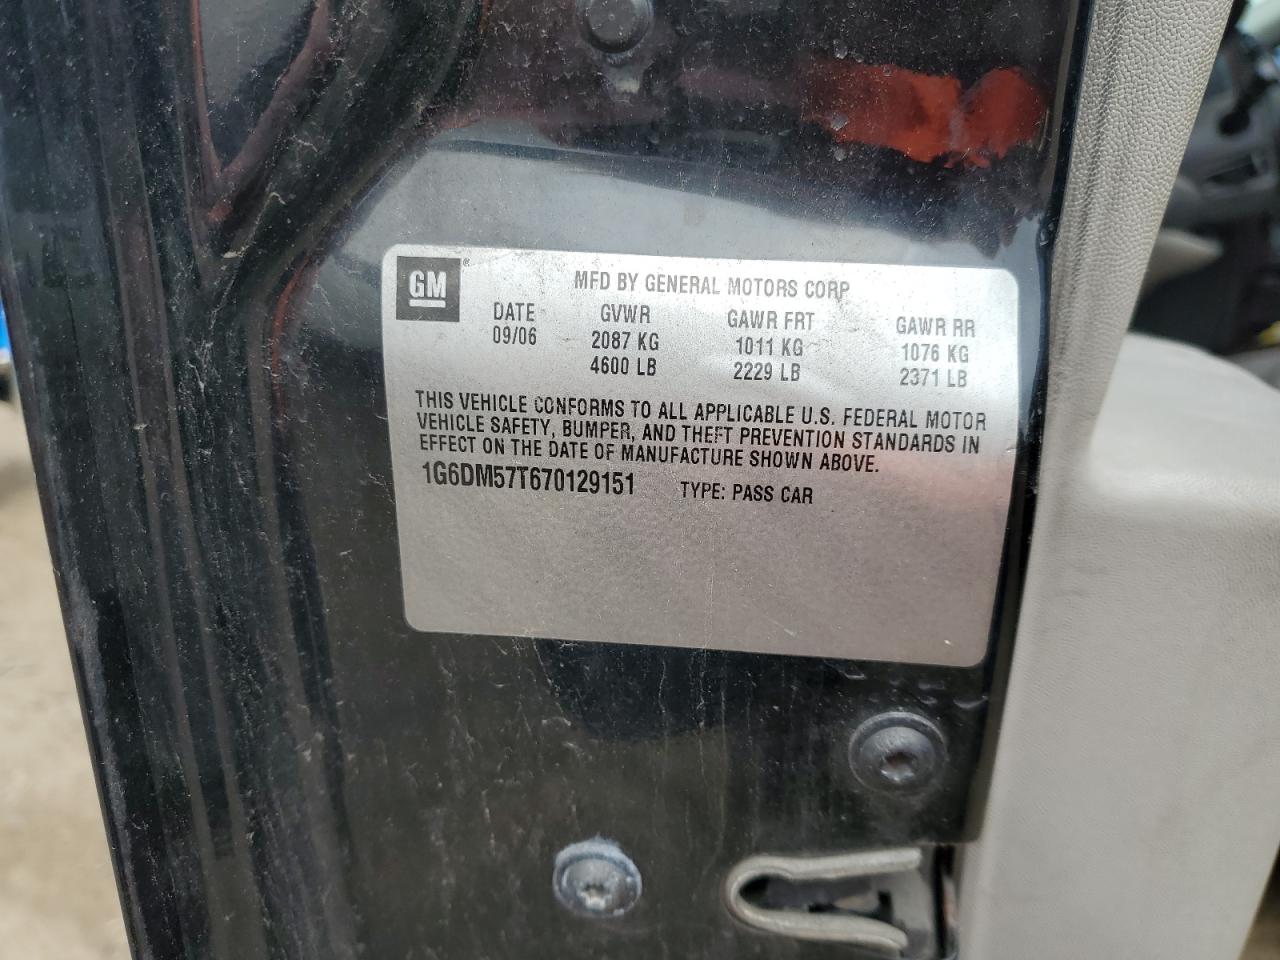 GM®
MFD BY GENERAL MOTORS CORP
DATE GVWR GAWR FRT GAWR RR
09/06 2087 KG 1011 KG 1076 KG
4600 LB 2229 LB 2371 LB
THIS VEHICLE CONFORMS TO ALL APPLICABLE U.S. FEDERAL MOTOR
VEHICLE SAFETY, BUMPER, AND THEFT PREVENTION STANDARDS IN
EFFECT ON THE DATE OF MANUFACTURE SHOWN ABOVE.
1G6DM57T670129151 TYPE: PASS CAR